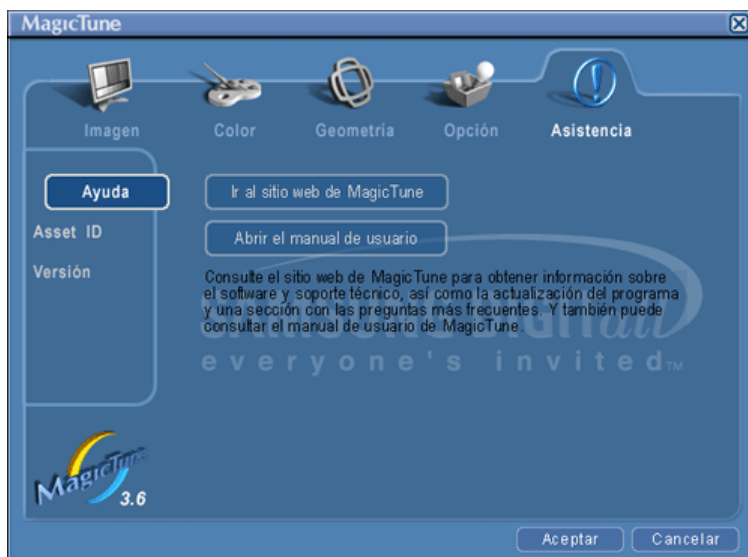 MagicTune
Imagen
Color
Geometría
Opción
Asistencia
Ayuda
Asset ID
Versión
Ir al sitio web de MagicTune
Abrir el manual de usuario
Consulte el sitio web de MagicTune para obtener información sobre
el software y soporte técnico, así como la actualización del programa
y una sección con las preguntas más frecuentes. Y también puede
consultar el manual de usuario de MagicTune.
SAMSUNG DIGITall
everyone's invited™
MagicTune
3.6
Aceptar
Cancelar